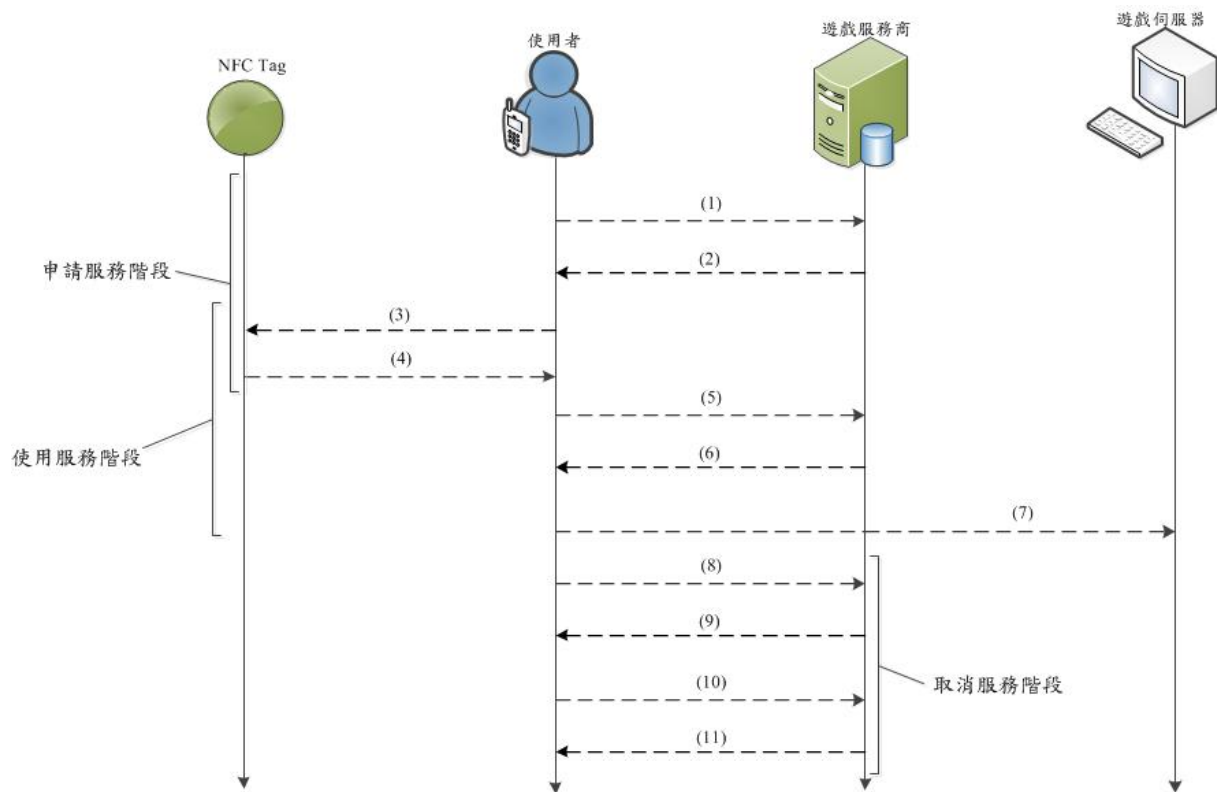 NFC Tag
使用者
遊戲服務商
遊戲伺服器
(1)
(2)
申請服務階段
(3)
(4)
(5)
使用服務階段
(6)
(7)
(8)
(9)
取消服務階段
(10)
(11)